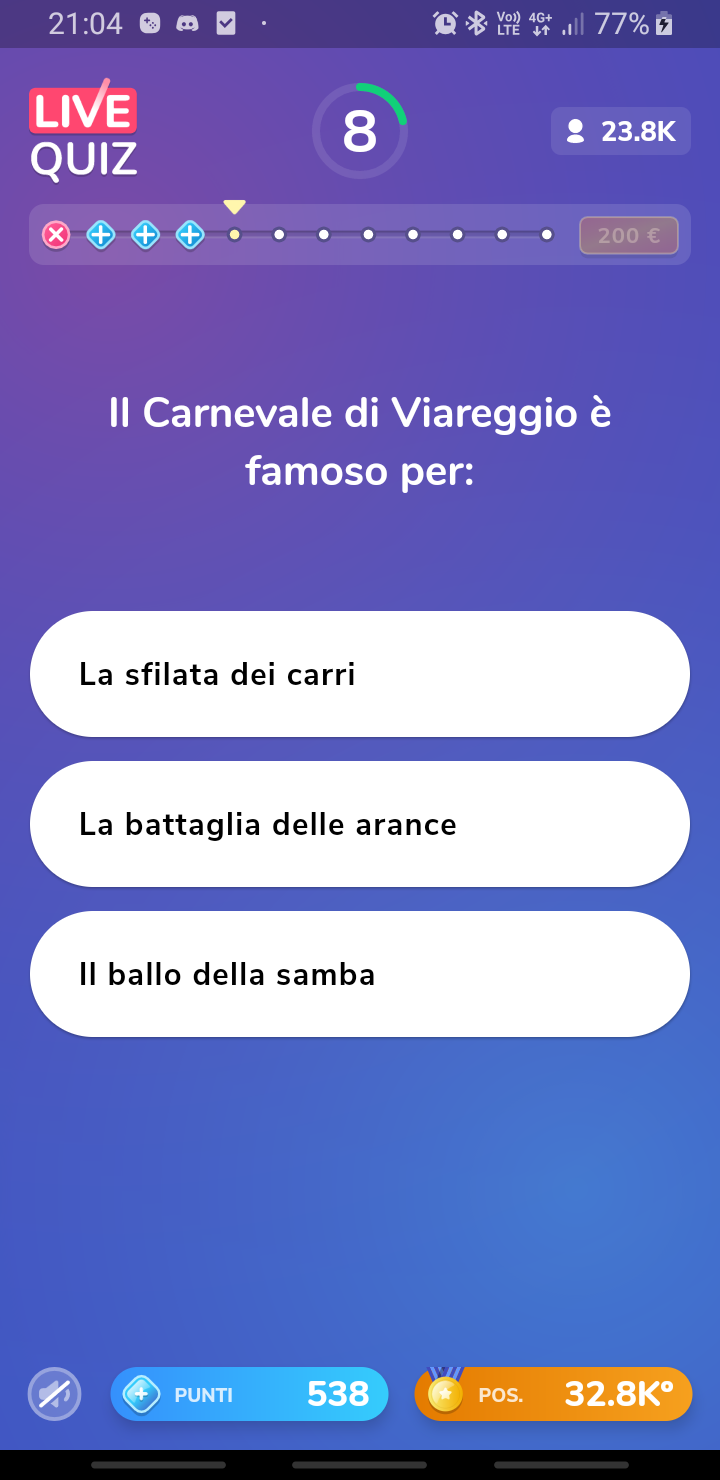 21:04
Vo)) LTE 4G+ 77%
LIVE
QUIZ
8
23.8K
200 €
Il Carnevale di Viareggio è
famoso per:
La sfilata dei carri
La battaglia delle arance
Il ballo della samba
PUNTI 538
POS. 32.8K°